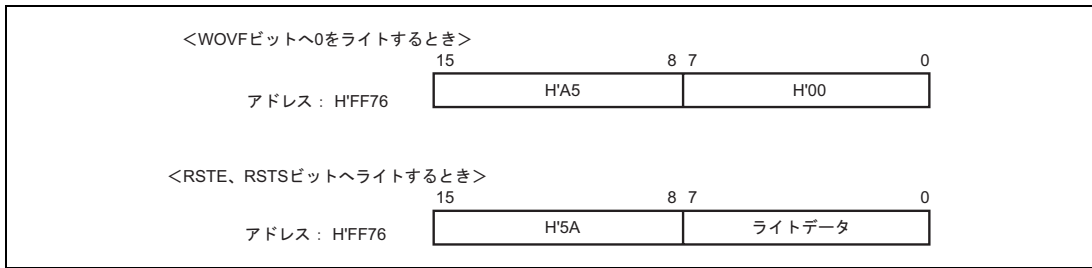 ＜WOVFビットへ0をライトするとき＞
15 8 7 0
アドレス： H'FF76 H'A5 H'00
＜RSTE、RSTSビットへライトするとき＞
15 8 7 0
アドレス： H'FF76 H'5A ライトデータ